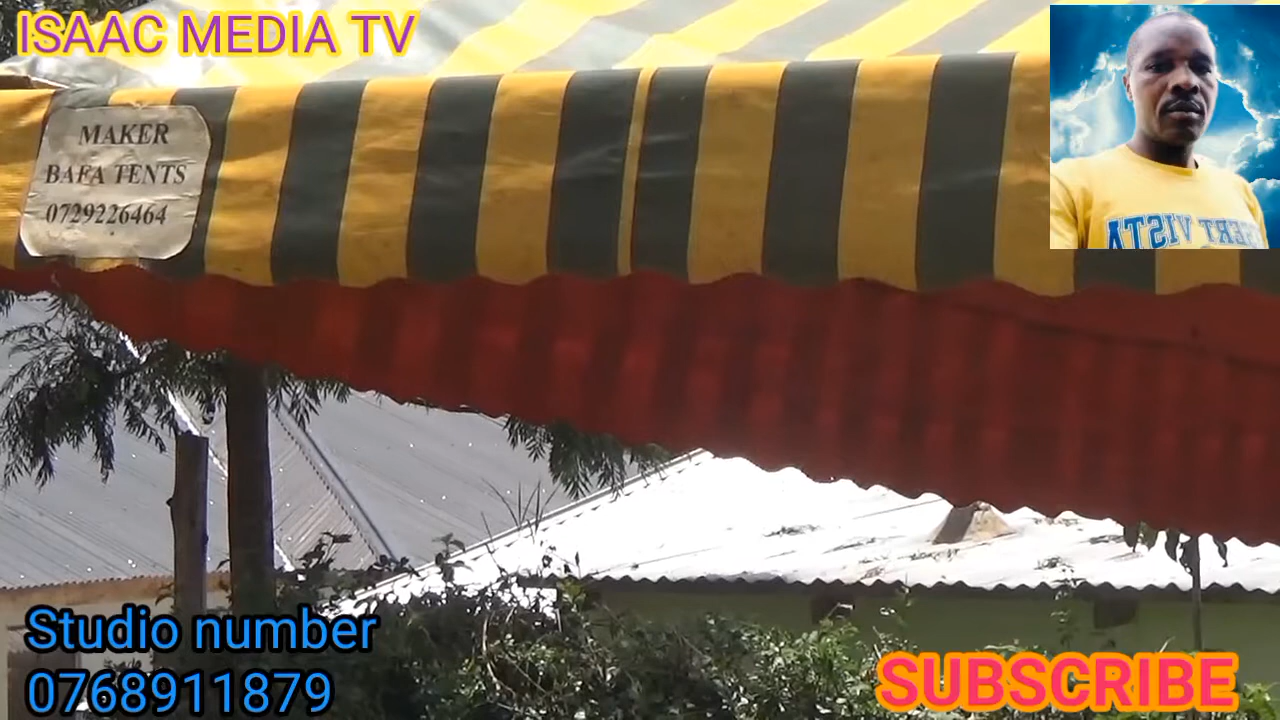 ISAAC MEDIA TV
MAKER
BAFA TENTS
0729226464
Studio number
0768911879
SUBSCRIBE